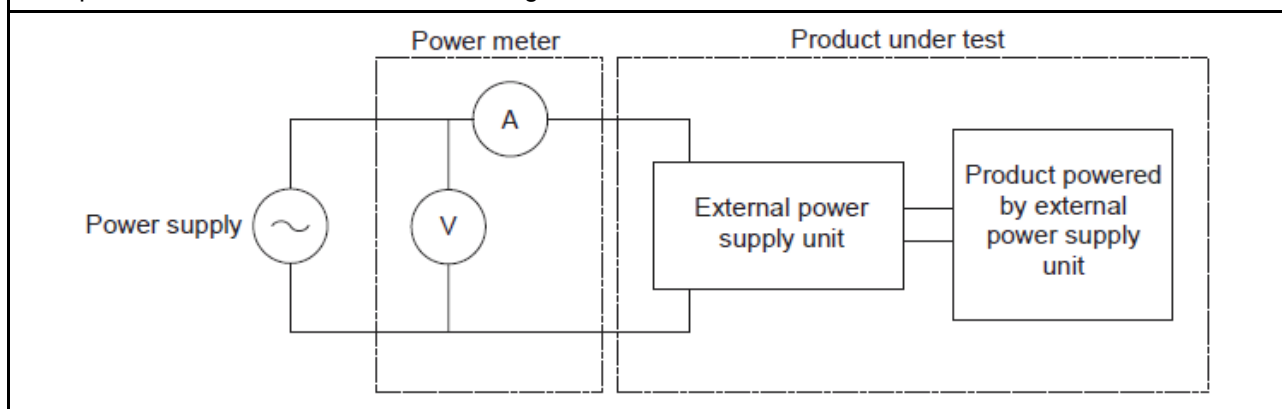 Power meter
Product under test
A
V
Power supply
External power
supply unit
Product powered
by external
power supply
unit